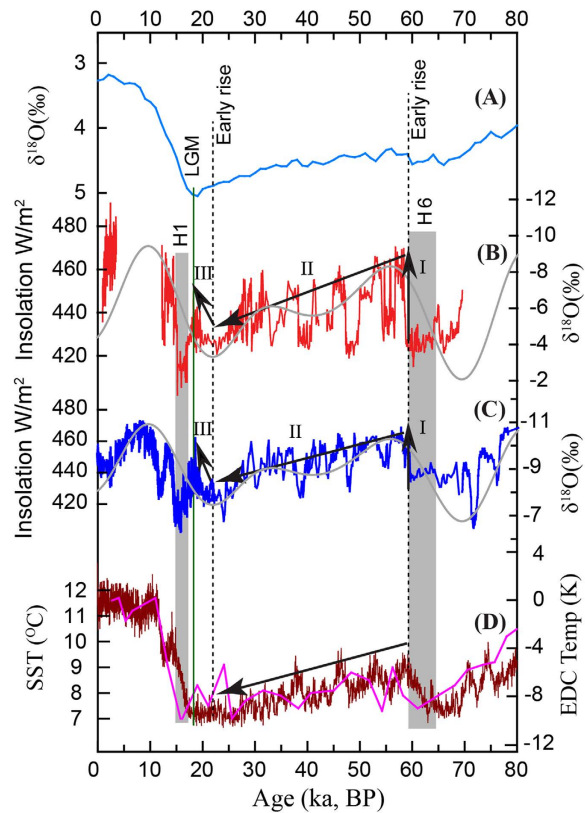 0 10 20 30 40 50 60 70 80
3
4
5
δ¹⁸O(‰)
LGM
Early rise
Early rise
(A)
480
460
440
420
Insolation W/m²
H1
III
II
I
H6
(B)
-12
-10
-8
-6
-4
-2
δ¹⁸O(‰)
480
460
440
420
Insolation W/m²
III
II
I
(C)
-11
-9
-7
-5
4
δ¹⁸O(‰)
12
11
10
9
8
7
SST (⁰C)
(D)
0
-4
-8
-12
EDC Temp (K)
0 10 20 30 40 50 60 70 80
Age (ka, BP)